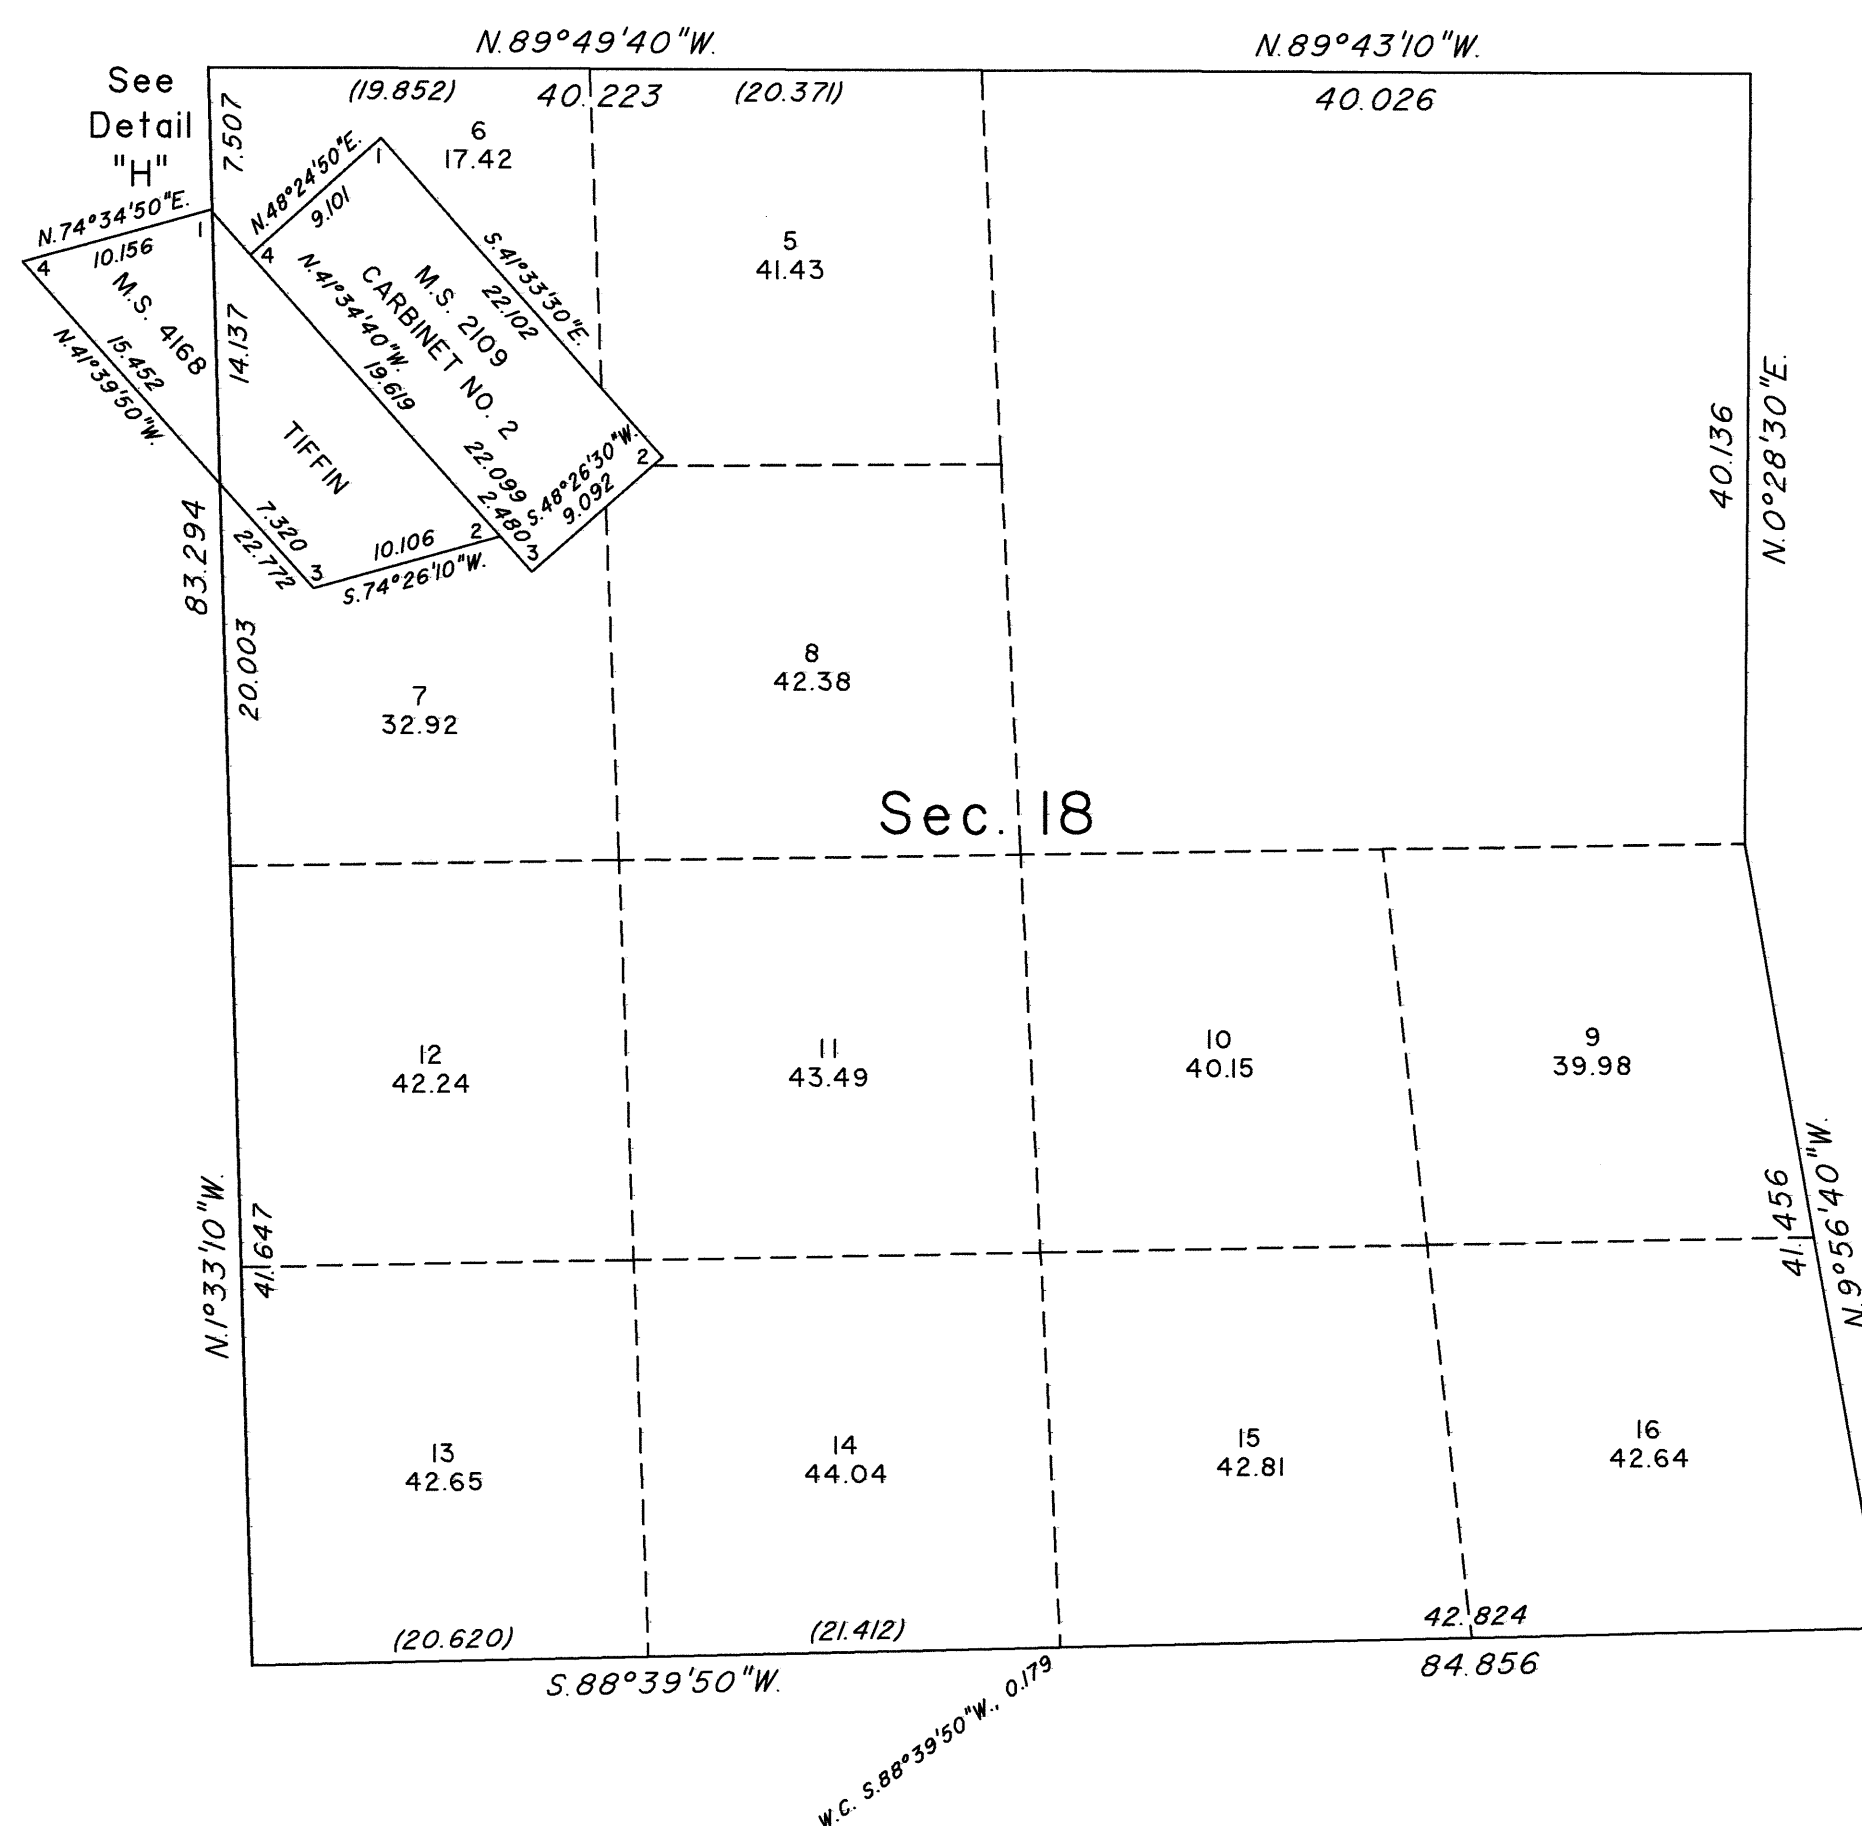 N.89°49'40"W.
N.89°43'10"W.
See
Detail
"H"
(19.852)
40.223
(20.371)
40.026
7.507
6
17.42
N.48°24'50"E.
9.101
1
N.74°34'50"E.
10.156
1
4
4
M.S. 4168
TIFFIN
14.137
15.452
N.41°39'50"W.
N.41°34'40"W.
19.619
M.S. 2109
CARBINET NO. 2
S.41°33'30"E.
22.102
22.099
2.480
S.48°26'30"W.
9.092
2
3
2
10.106
S.74°26'10"W.
7.320
22.772
3
5
41.43
40.136
N.0°28'30"E.
83.294
20.003
7
32.92
8
42.38
Sec. 18
12
42.24
11
43.49
10
40.15
9
39.98
N.1°33'10"W.
41.647
41.456
N.9°56'40"W.
13
42.65
14
44.04
15
42.81
16
42.64
(20.620)
(21.412)
42.824
S.88°39'50"W.
84.856
W.C. S.88°39'50"W., 0.179